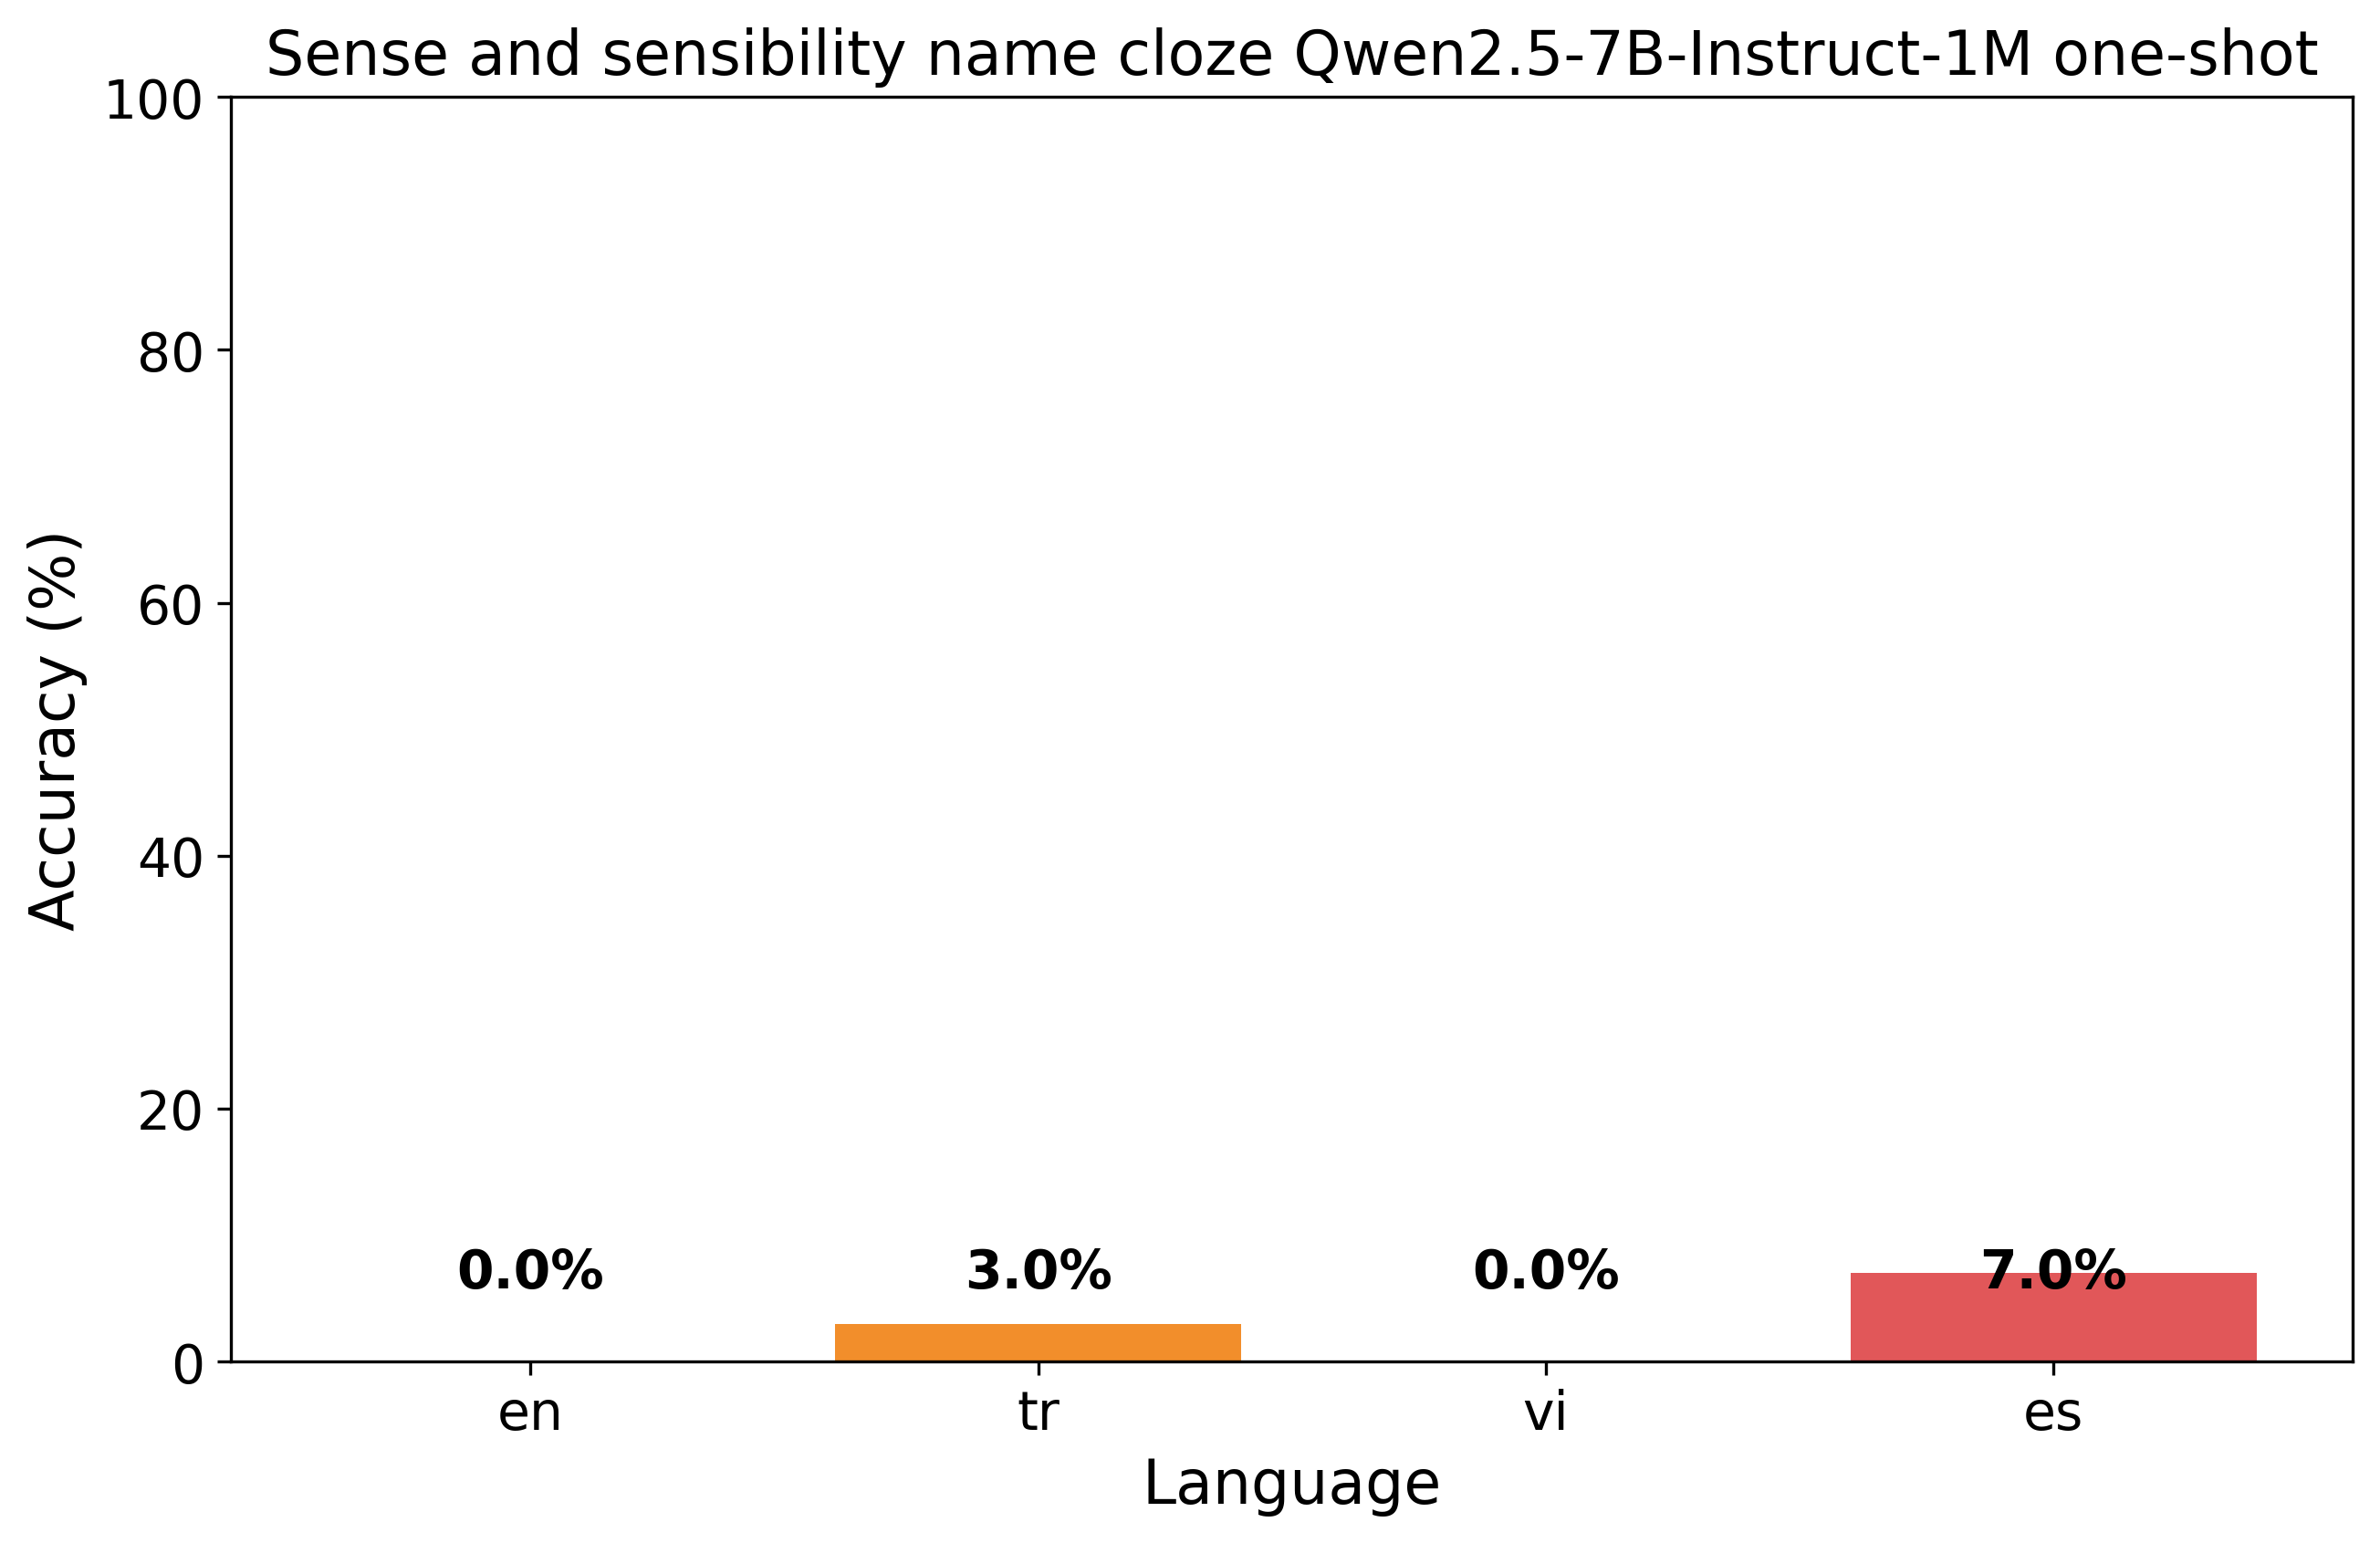 Sense and sensibility name cloze Qwen2.5-7B-Instruct-1M one-shot
100
80
60
40
20
0
Accuracy (%)
0.0%
3.0%
0.0%
7.0%
en
tr
vi
es
Language